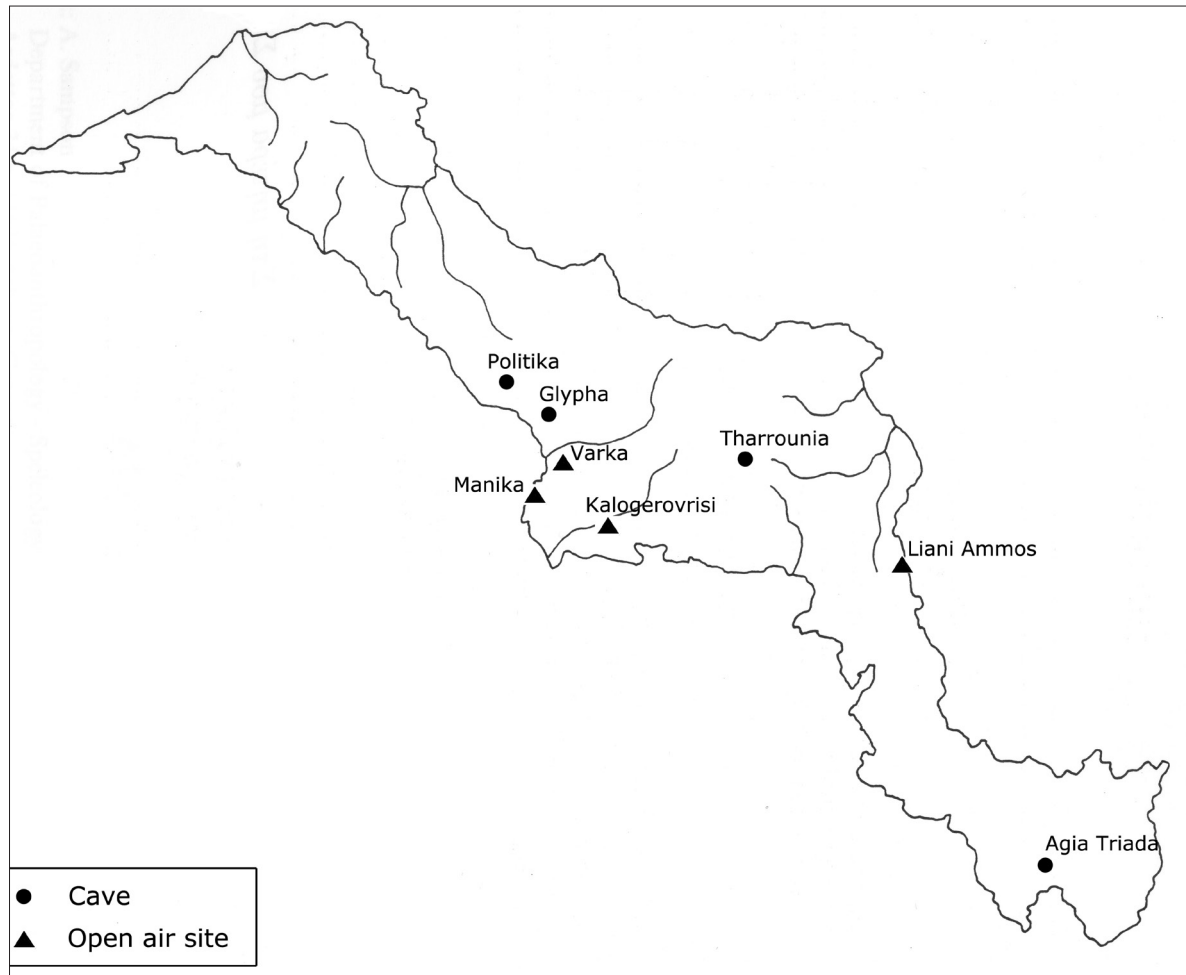 Politika
Glypha
Tharrounia
Varka
Manika
Kalogerovrisi
Liani Ammos
Agia Triada
Cave
Open air site